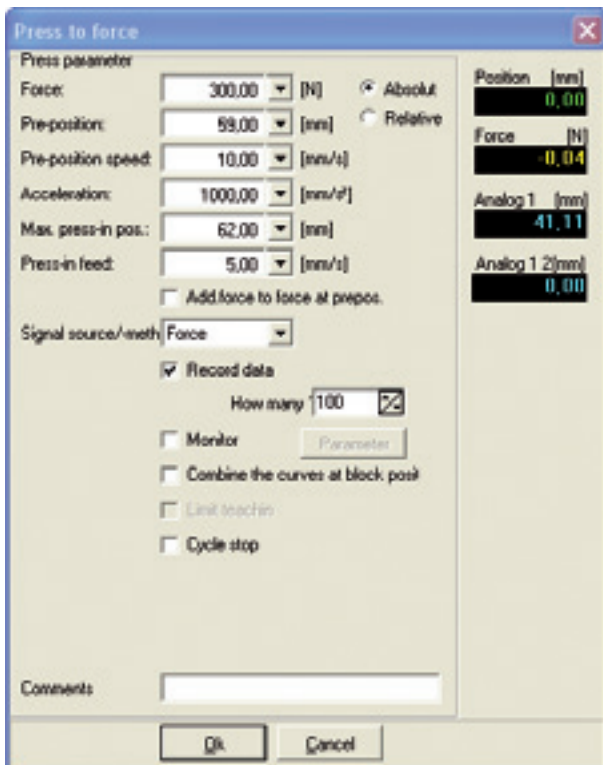 Press to force
Press parameter
Force: 300,00 [N] Absolut
Pre-position: 59,00 [mm] Relative
Pre-position speed: 10,00 [mm/s]
Acceleration: 1000,00 [mm/s²]
Max. press-in pos.: 62,00 [mm]
Press-in feed: 5,00 [mm/s]
Add.force to force at prepos.
Signal source/-meth Force
Record data
How many 100
Monitor Parameter
Combine the curves at block posit
Limit teachin
Cycle stop
Comments
Ok Cancel
Position [mm]
0,00
Force [N]
-0,04
Analog 1 [mm]
41,11
Analog 1 2[mm]
0,00